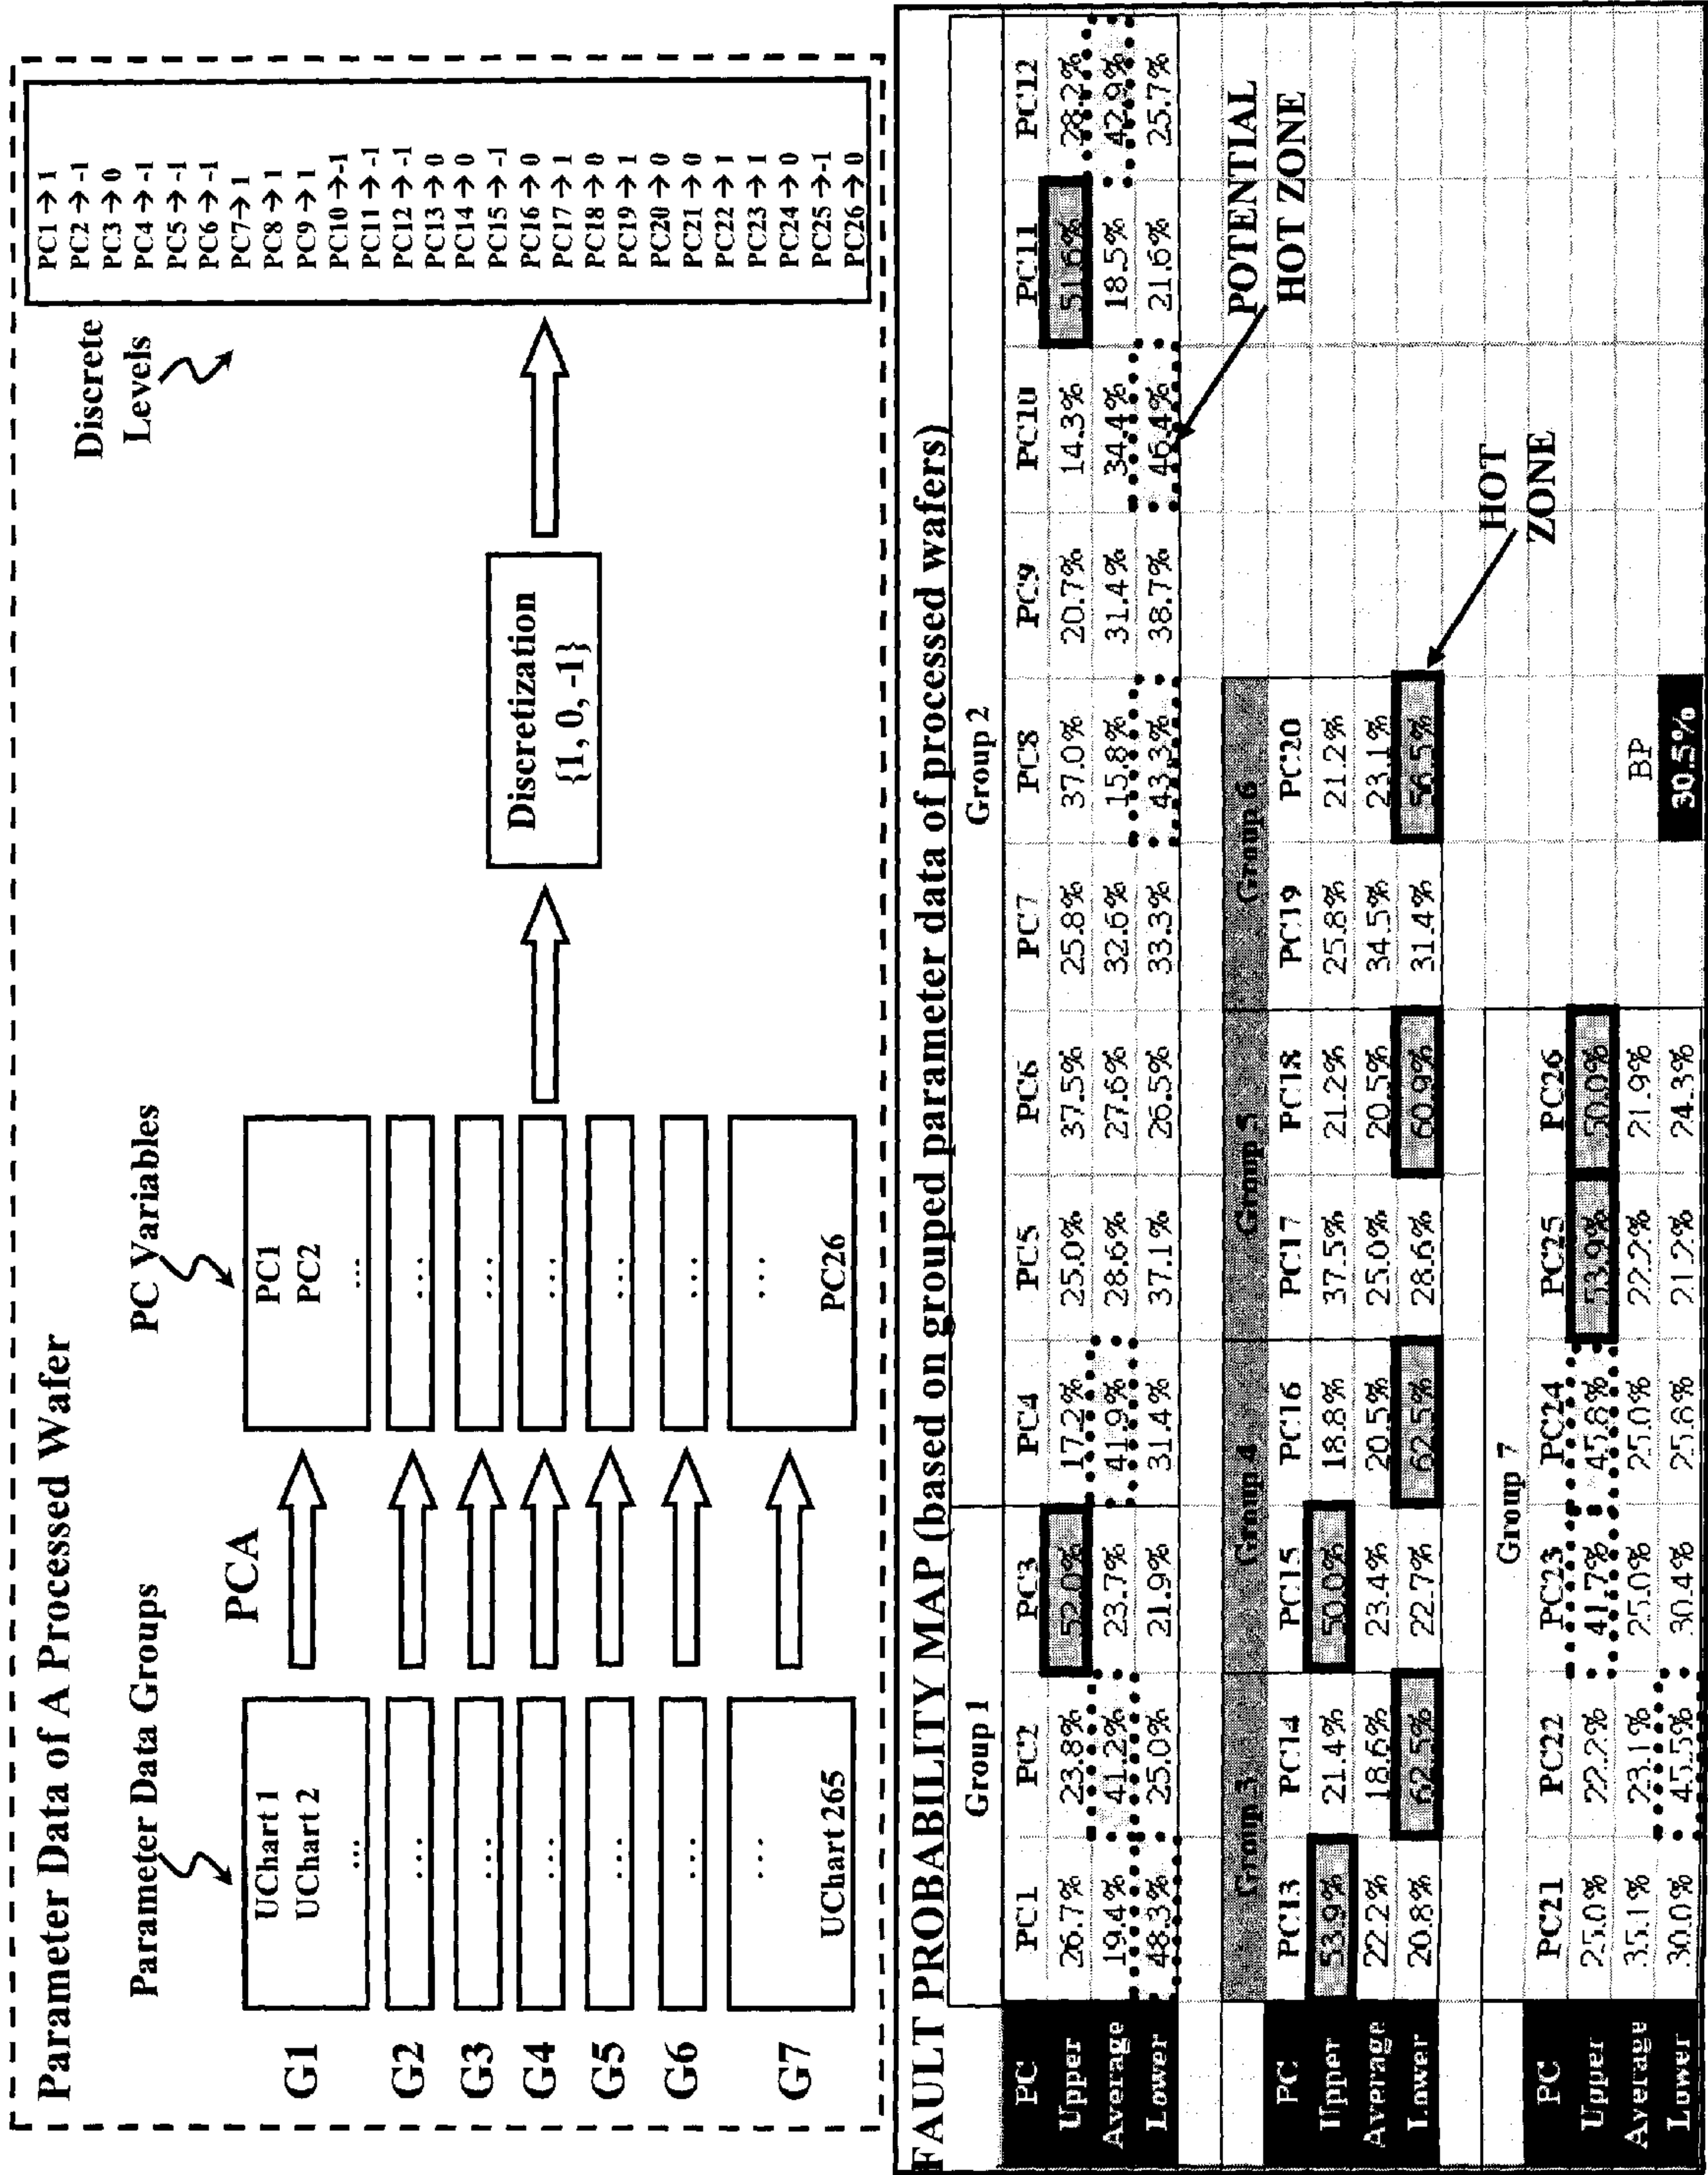 Parameter Data of A Processed Wafer
Parameter Data Groups
PCA
PC Variables
Discrete
Levels
G1
G2
G3
G4
G5
G6
G7
UChart 1
UChart 2
...
...
...
...
...
...
...
UChart 265
PC1
PC2
...
...
...
...
...
...
...
PC26
Discretization
{1, 0, -1}
PC1→1
PC2→-1
PC3→0
PC4→-1
PC5→-1
PC6→-1
PC7→1
PC8→1
PC9→1
PC10→-1
PC11→-1
PC12→-1
PC13→0
PC14→0
PC15→-1
PC16→0
PC17→1
PC18→0
PC19→1
PC20→0
PC21→0
PC22→1
PC23→1
PC24→0
PC25→-1
PC26→0
FAULT PROBABILITY MAP (based on grouped parameter data of processed wafers)
Group 1 Group 2
PC PC1 PC2 PC3 PC4 PC5 PC6 PC7 PC8 PC9 PC10 PC11 PC12
Upper 26.7% 23.8% 52.0% 17.2% 25.0% 37.5% 25.8% 37.0% 20.7% 14.3% 51.6% 28.2%
Average 19.4% 41.2% 23.7% 41.9% 28.6% 27.6% 32.6% 15.8% 31.4% 34.4% 18.5% 42.9%
Lower 48.3% 25.0% 21.9% 31.4% 37.1% 26.5% 33.3% 43.3% 38.7% 46.4% 21.6% 25.7%
POTENTIAL
HOT ZONE
Group 3 Group 4 Group 5 Group 6
PC PC13 PC14 PC15 PC16 PC17 PC18 PC19 PC20
Upper 53.9% 21.4% 50.0% 18.8% 37.5% 21.2% 25.8% 21.2%
Average 22.2% 18.6% 23.4% 20.5% 25.0% 20.5% 34.5% 23.1%
Lower 20.8% 62.5% 22.7% 62.5% 28.6% 60.9% 31.4% 56.5%
HOT
ZONE
Group 7
PC PC21 PC22 PC23 PC24 PC25 PC26
Upper 25.0% 22.2% 41.7% 45.8% 53.9% 50.0%
Average 35.1% 23.1% 25.0% 25.0% 22.2% 21.9% BP
Lower 30.0% 45.5% 30.4% 25.8% 21.2% 24.3% 30.5%